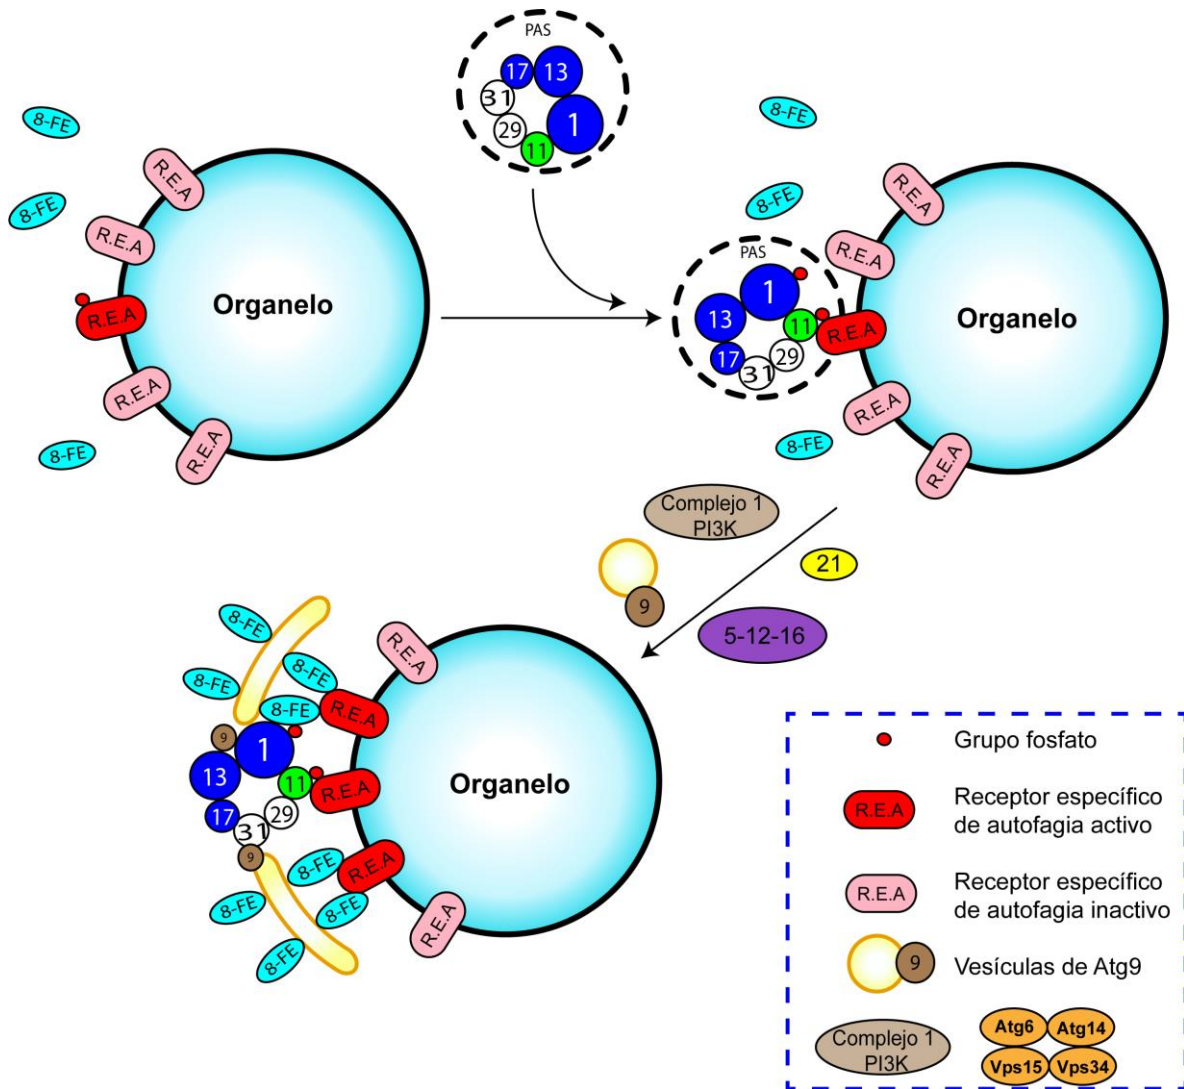 PAS
17
13
31
1
29
11
8-FE
8-FE
8-FE
R.E.A
R.E.A
R.E.A
R.E.A
R.E.A
Organelo
8-FE
8-FE
8-FE
PAS
1
13
11
17
29
31
R.E.A
R.E.A
R.E.A
R.E.A
R.E.A
Organelo
Complejo 1
PI3K
21
9
5-12-16
8-FE
8-FE
8-FE
8-FE
9
1
13
11
17
29
31
9
8-FE
8-FE
8-FE
8-FE
R.E.A
R.E.A
R.E.A
R.E.A
R.E.A
Organelo
Grupo fosfato
R.E.A
Receptor específico
de autofagia activo
R.E.A
Receptor específico
de autofagia inactivo
9
Vesículas de Atg9
Complejo 1
PI3K
Atg6
Atg14
Vps15
Vps34